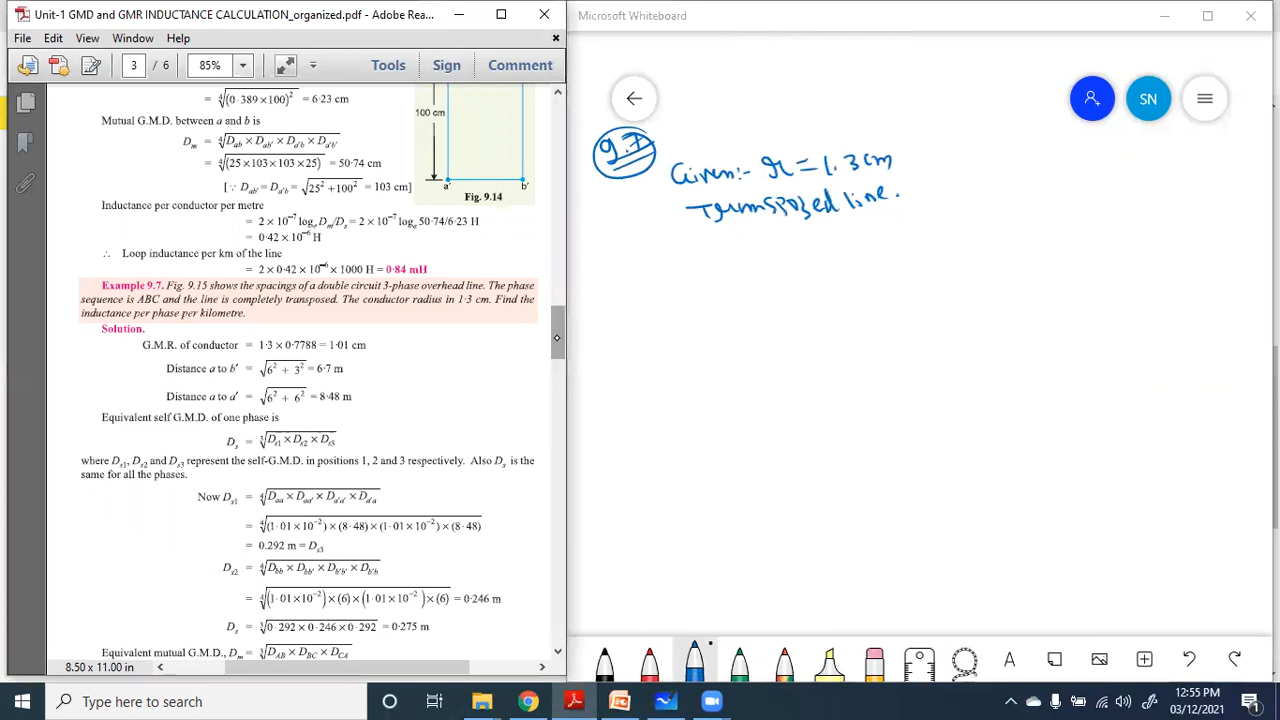 Unit-1 GMD and GMR INDUCTANCE CALCULATION_organized.pdf - Adobe Rea...
File Edit View Window Help
3 / 6 85% Tools Sign Comment
= ∜(0·389×100)² = 6·23 cm
Mutual G.M.D. between a and b is
Dm = ∜Dab × Dab′ × Da′b × Da′b′
= ∜(25×103×103×25) = 50·74 cm
[∵ Dab′ = Da′b = √25² +100² = 103 cm]
Inductance per conductor per metre
= 2 × 10⁻⁷ logₑ Dm/Ds = 2 × 10⁻⁷ logₑ 50·74/6·23 H
= 0·42 × 10⁻⁶ H
∴ Loop inductance per km of the line
= 2 × 0·42 × 10⁻⁶ × 1000 H = 0·84 mH
100 cm
a′ b′
Fig. 9.14
Example 9.7. Fig. 9.15 shows the spacings of a double circuit 3-phase overhead line. The phase
sequence is ABC and the line is completely transposed. The conductor radius in 1·3 cm. Find the
inductance per phase per kilometre.
Solution.
G.M.R. of conductor = 1·3 × 0·7788 = 1·01 cm
Distance a to b′ = √6² + 3² = 6·7 m
Distance a to a′ = √6² + 6² = 8·48 m
Equivalent self G.M.D. of one phase is
Ds = ∛Ds1 × Ds2 × Ds3
where Ds1, Ds2 and Ds3 represent the self-G.M.D. in positions 1, 2 and 3 respectively. Also Ds is the
same for all the phases.
Now Ds1 = ∜Daa × Daa′ × Da′a′ × Da′a
= ∜(1·01×10⁻²) × (8·48) × (1·01×10⁻²) × (8·48)
= 0.292 m = Ds3
Ds2 = ∜Dbb × Dbb′ × Db′b′ × Db′b
= ∜(1·01×10⁻²) × (6) × (1·01×10⁻²) × (6) = 0·246 m
Ds = ∛0·292 × 0·246 × 0·292 = 0·275 m
Equivalent mutual G.M.D., Dm = ∛DAB × DBC × DCA
8.50 x 11.00 in
Microsoft Whiteboard
SN
9.7
Given:- r = 1.3 cm
Transposed line.
A
Type here to search
12:55 PM
03/12/2021
1